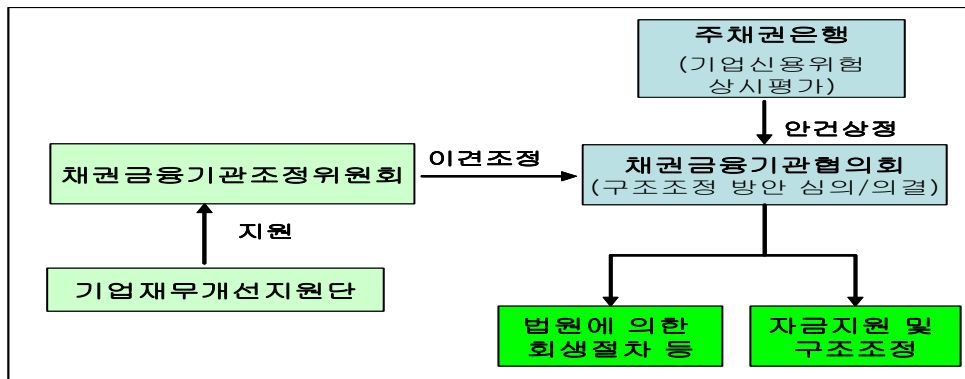 주채권은행
(기업신용위험
상시평가)
안건상정
이견조정
채권금융기관조정위원회
채권금융기관협의회
(구조조정 방안 심의/의결)
지원
기업재무개선지원단
법원에 의한
회생절차 등
자금지원 및
구조조정